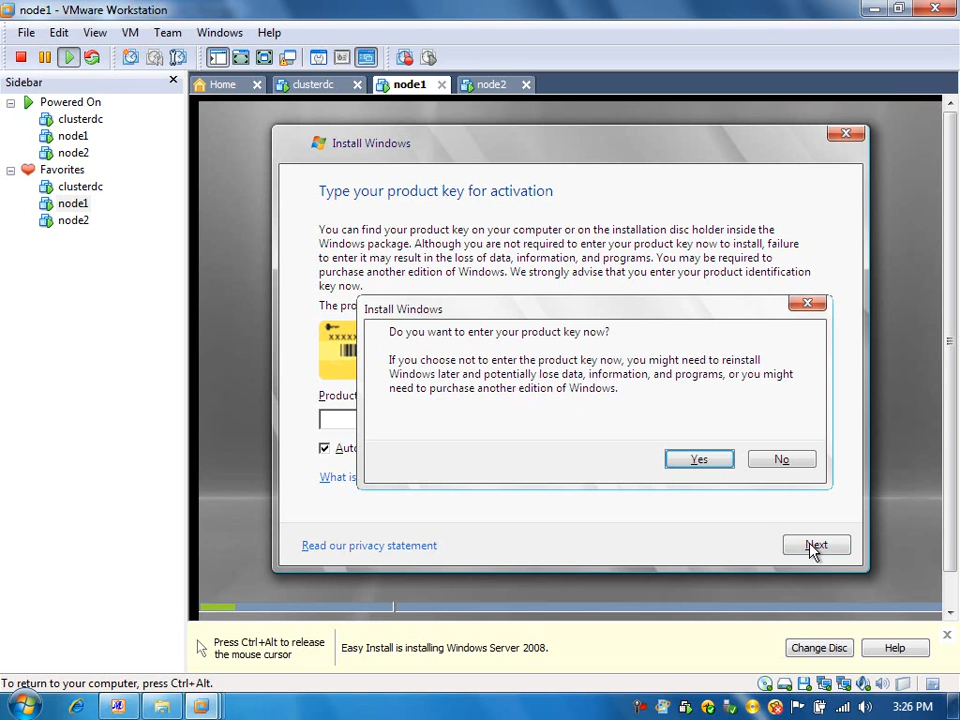 node1 - VMware Workstation
File Edit View VM Team Windows Help
Sidebar
Home clusterdc node1 node2
Powered On
clusterdc
node1
node2
Favorites
clusterdc
node1
node2
Install Windows
Type your product key for activation
You can find your product key on your computer or on the installation disc holder inside the
Windows package. Although you are not required to enter your product key now to install, failure
to enter it may result in the loss of data, information, and programs. You may be required to
purchase another edition of Windows. We strongly advise that you enter your product identification
key now.
The pro
Install Windows
Do you want to enter your product key now?
If you choose not to enter the product key now, you might need to reinstall
Windows later and potentially lose data, information, and programs, or you might
need to purchase another edition of Windows.
Yes No
XXXXX
Product
Auto
What is
Read our privacy statement
Next
Press Ctrl+Alt to release
the mouse cursor
Easy Install is installing Windows Server 2008.
Change Disc Help
To return to your computer, press Ctrl+Alt.
3:26 PM